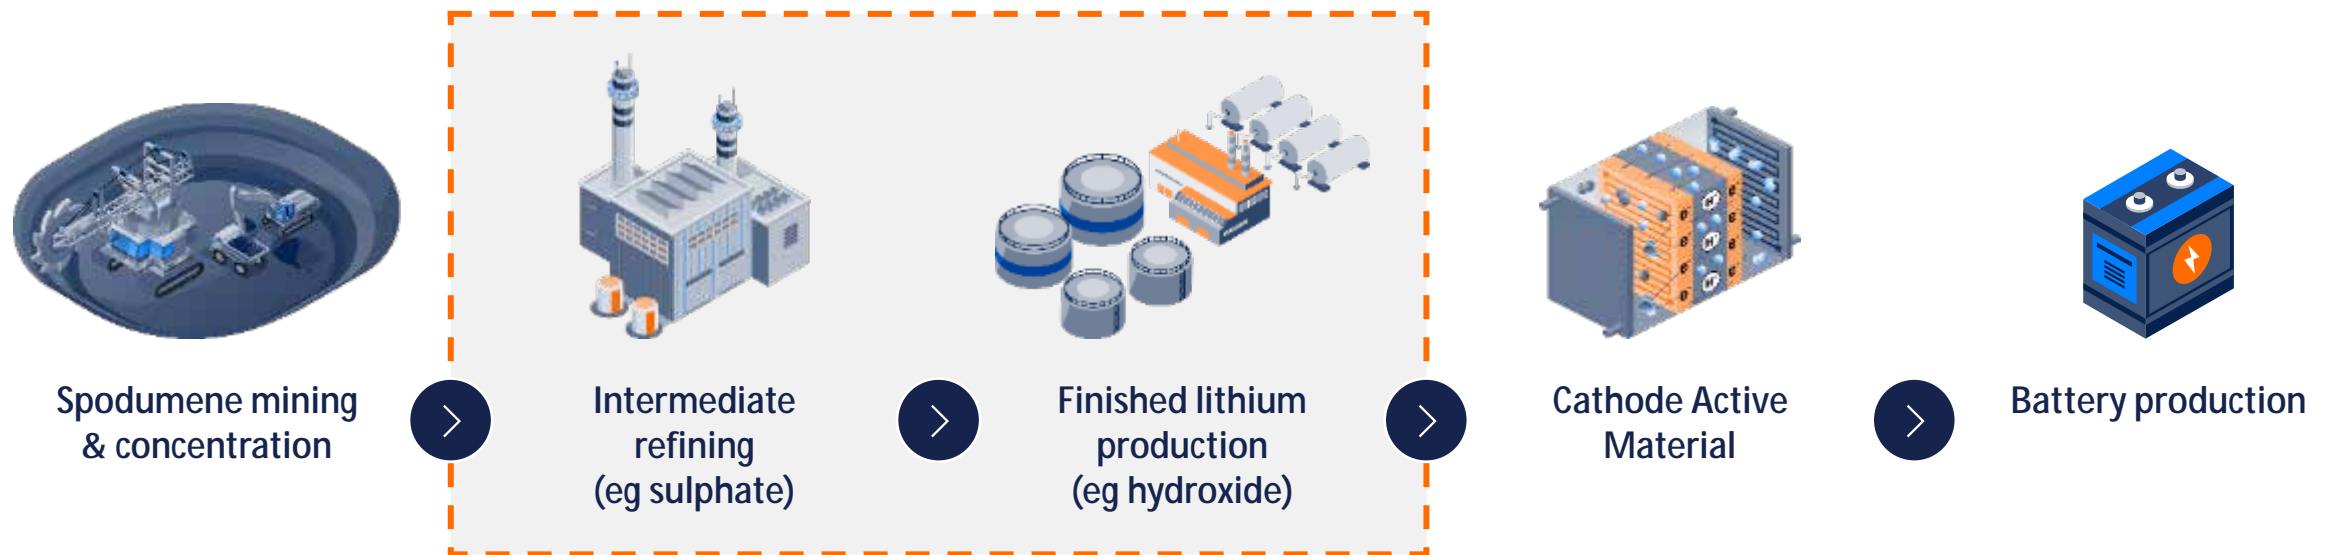 Spodumene mining
& concentration
Intermediate
refining
(eg sulphate)
Finished lithium
production
(eg hydroxide)
Cathode Active
Material
Battery production